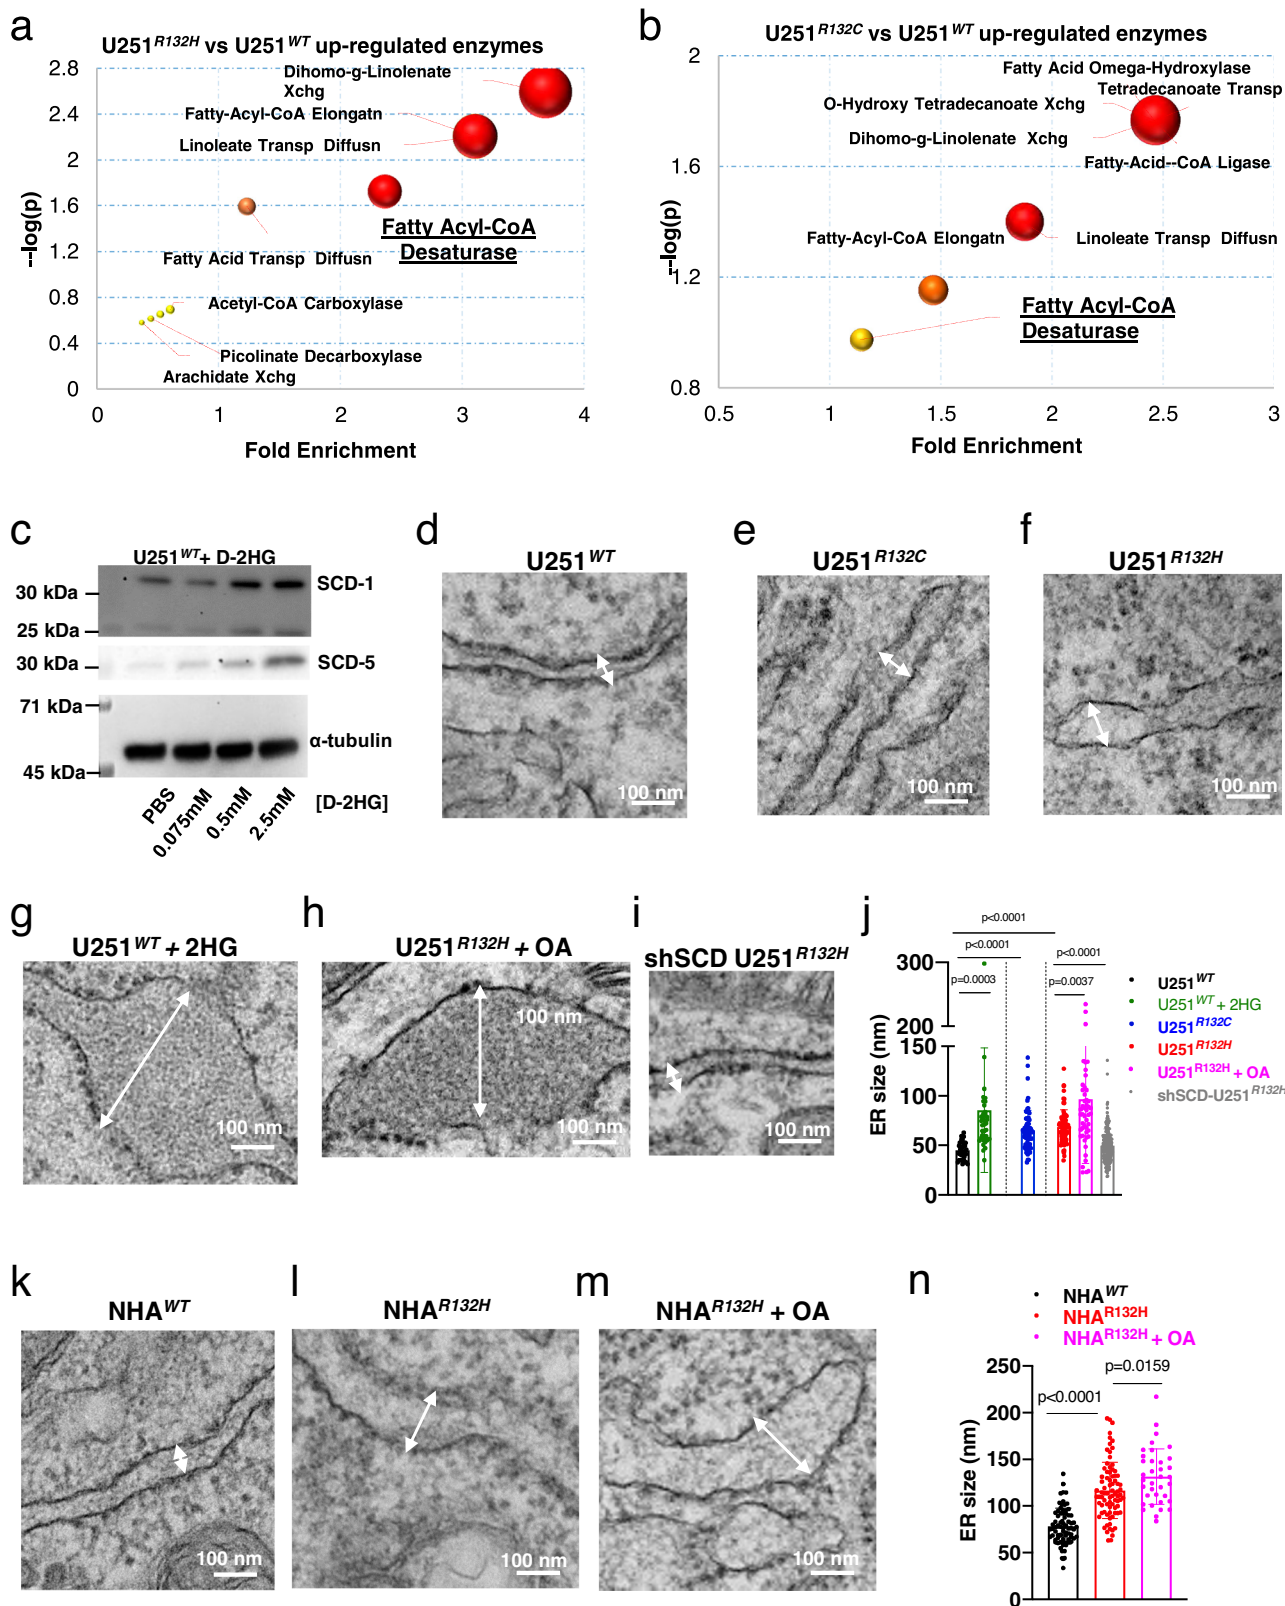 a
U251R132H vs U251WT up-regulated enzymes
2.8
2.4
2
1.6
1.2
0.8
0.4
0
--log(p)
Dihomo-g-Linolenate
Xchg
Fatty-Acyl-CoA Elongatn
Linoleate Transp Diffusn
Fatty Acyl-CoA
Desaturase
Fatty Acid Transp Diffusn
Acetyl-CoA Carboxylase
Picolinate Decarboxylase
Arachidate Xchg
0 1 2 3 4
Fold Enrichment
b
U251R132C vs U251WT up-regulated enzymes
2
1.6
1.2
0.8
--log(p)
Fatty Acid Omega-Hydroxylase
Tetradecanoate Transp
O-Hydroxy Tetradecanoate Xchg
Dihomo-g-Linolenate Xchg
Fatty-Acid--CoA Ligase
Fatty-Acyl-CoA Elongatn
Linoleate Transp Diffusn
Fatty Acyl-CoA
Desaturase
0.5 1 1.5 2 2.5 3
Fold Enrichment
c
U251WT+ D-2HG
30 kDa
SCD-1
25 kDa
30 kDa
SCD-5
71 kDa
α-tubulin
45 kDa
PBS
0.075mM
0.5mM
2.5mM
[D-2HG]
d
U251WT
100 nm
e
U251R132C
100 nm
f
U251R132H
100 nm
g
U251WT + 2HG
100 nm
h
U251R132H + OA
100 nm
100 nm
i
shSCD U251R132H
100 nm
j
p<0.0001
p<0.0001
p<0.0001
p=0.0003
p=0.0037
300
200
150
100
50
0
ER size (nm)
U251WT
U251WT + 2HG
U251R132C
U251R132H
U251R132H + OA
shSCD-U251R132H
k
NHAWT
100 nm
l
NHAR132H
100 nm
m
NHAR132H + OA
100 nm
n
NHAWT
NHAR132H
NHAR132H + OA
p=0.0159
p<0.0001
250
200
150
100
50
0
ER size (nm)